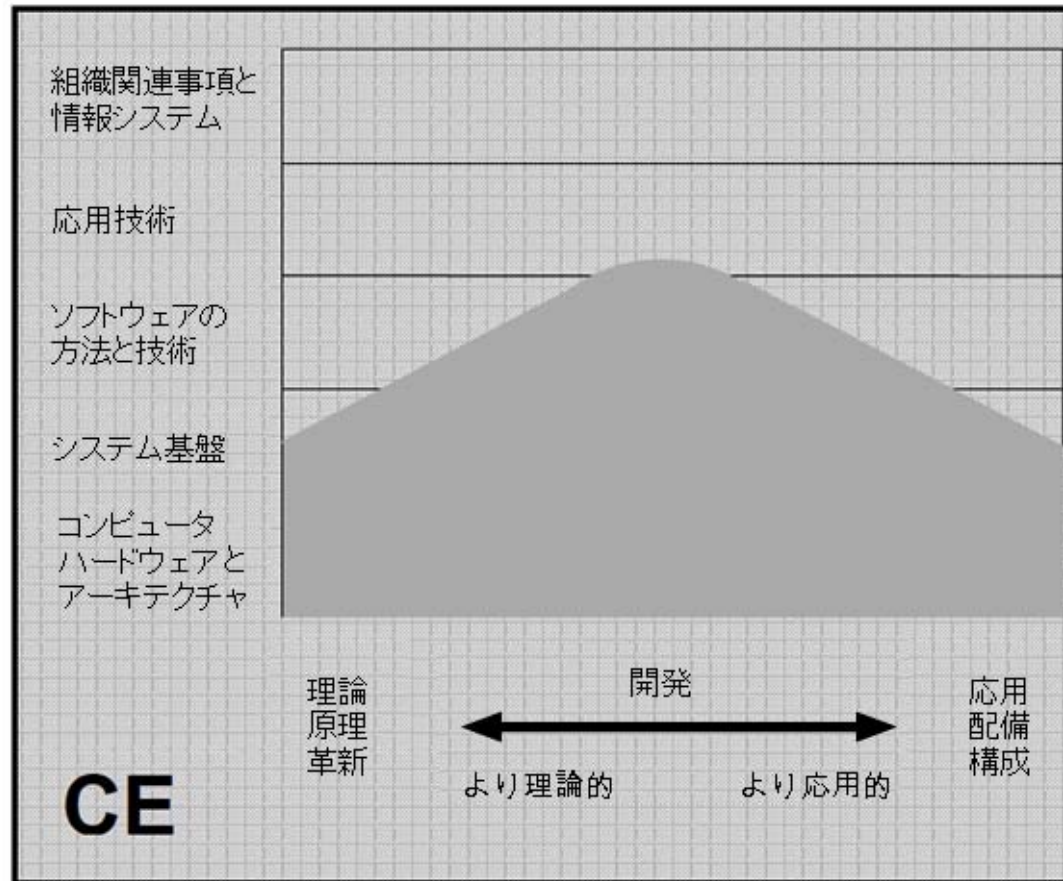 組織関連事項と
情報システム
応用技術
ソフトウェアの
方法と技術
システム基盤
コンピュータ
ハードウェアと
アーキテクチャ
理論
原理
革新
開発
より理論的
より応用的
応用
配備
構成
CE